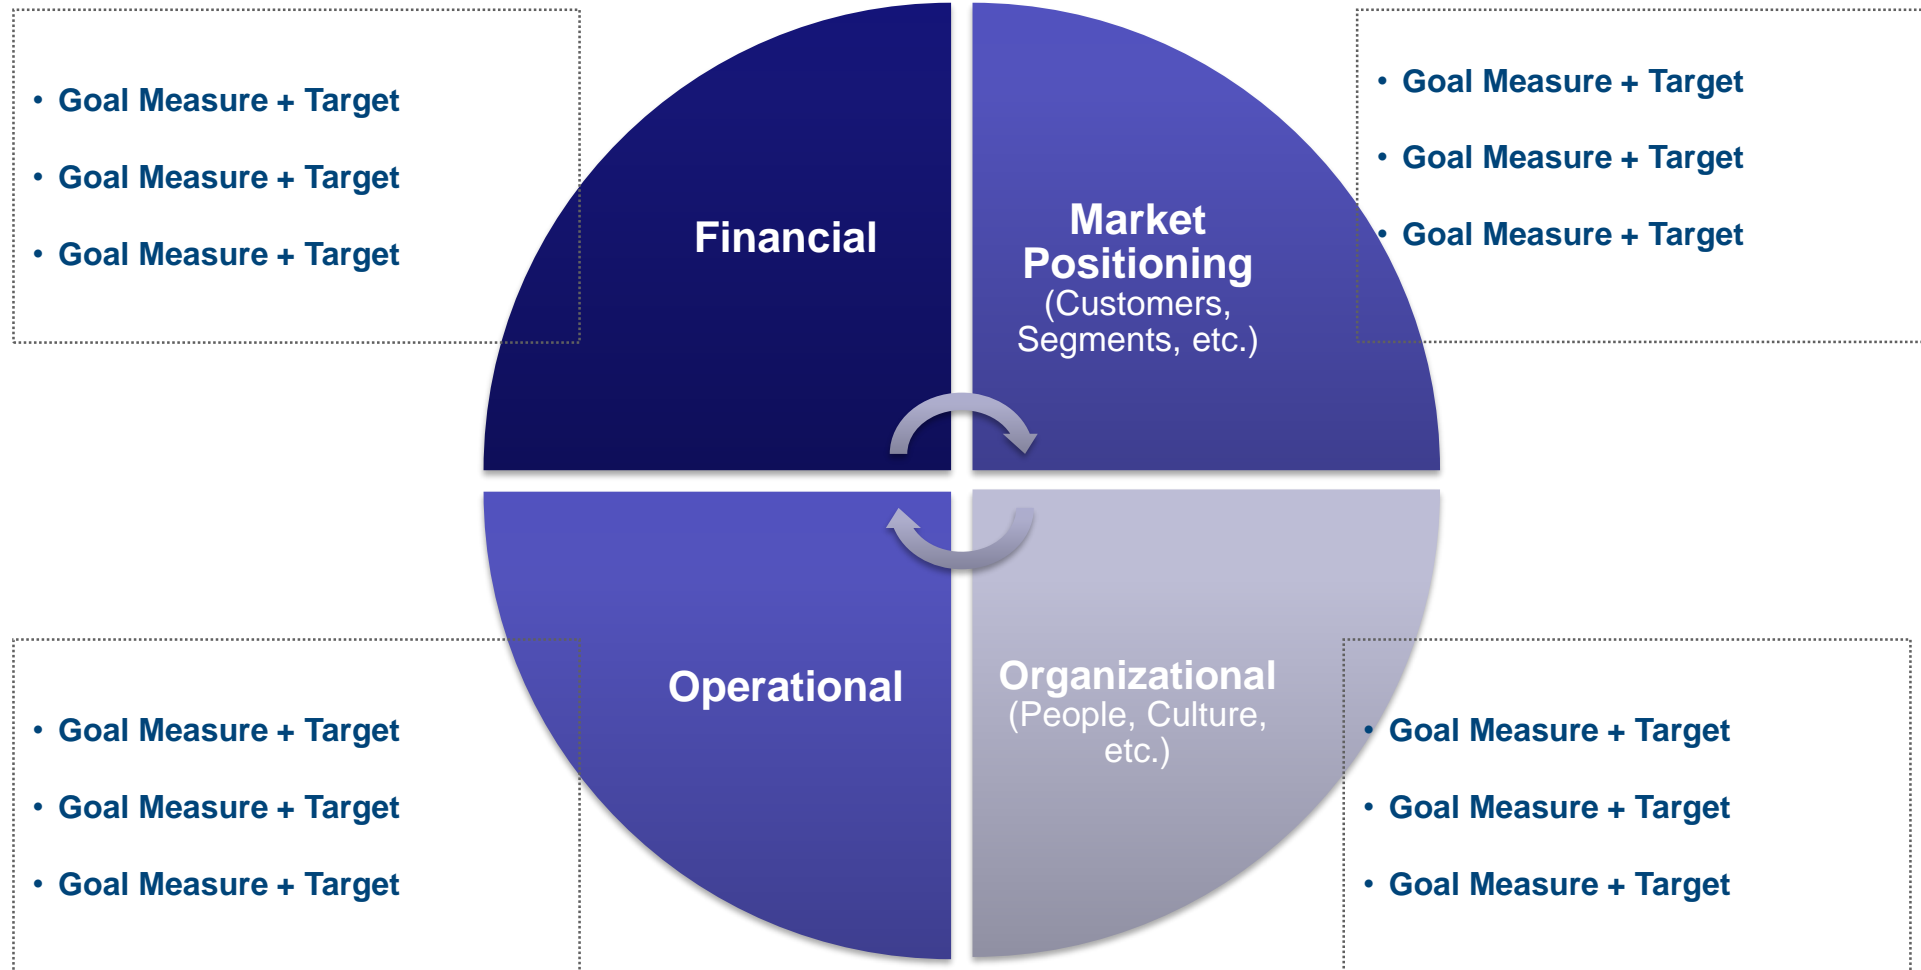 • Goal Measure + Target
• Goal Measure + Target
• Goal Measure + Target
Financial
Market
Positioning
(Customers,
Segments, etc.)
• Goal Measure + Target
• Goal Measure + Target
• Goal Measure + Target
• Goal Measure + Target
• Goal Measure + Target
• Goal Measure + Target
Operational
Organizational
(People, Culture,
etc.)
• Goal Measure + Target
• Goal Measure + Target
• Goal Measure + Target